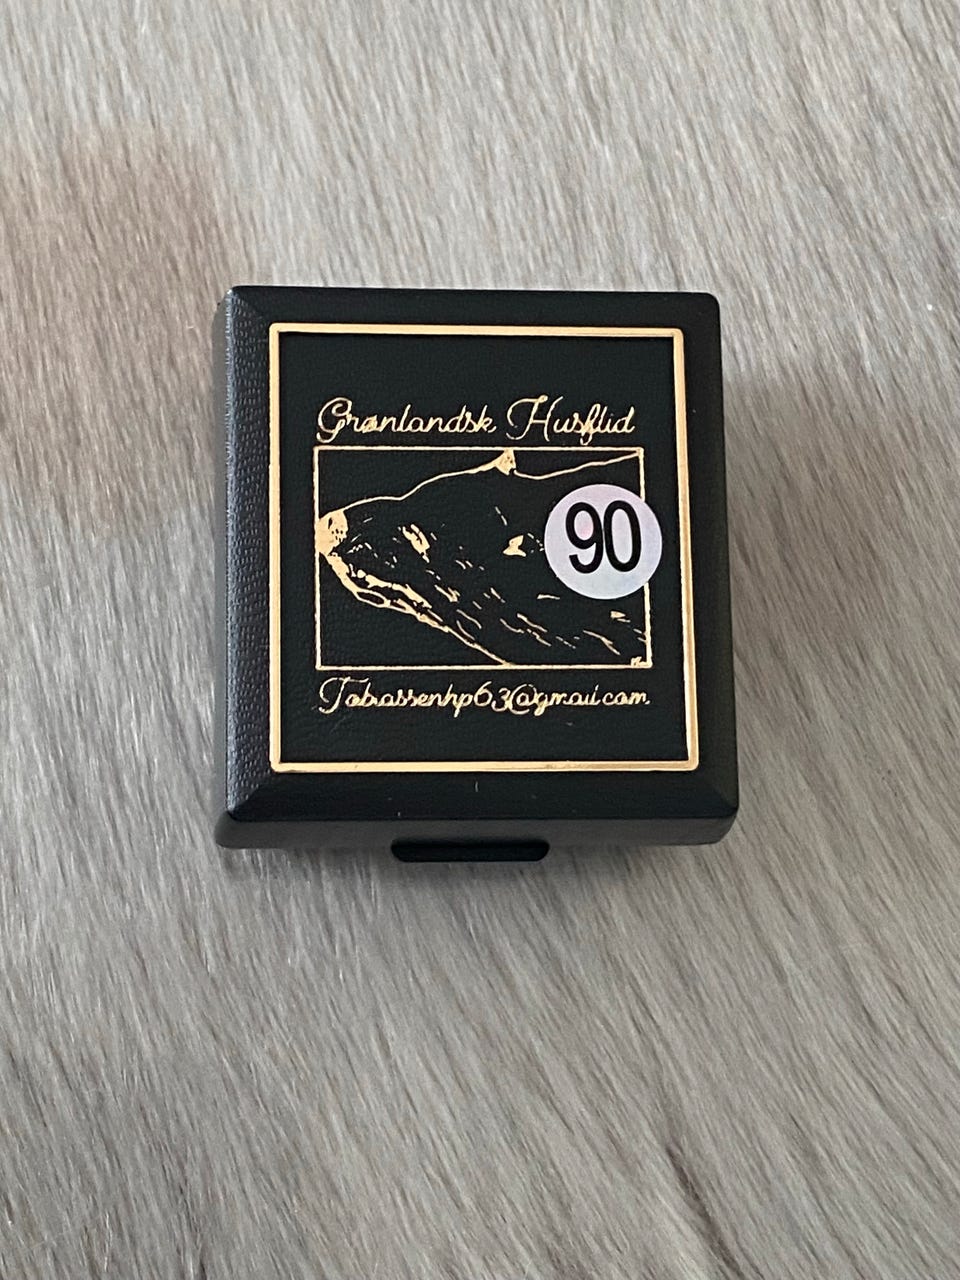 Grønlandsk Husflid
90
Tobiassenhp63@gmail.com